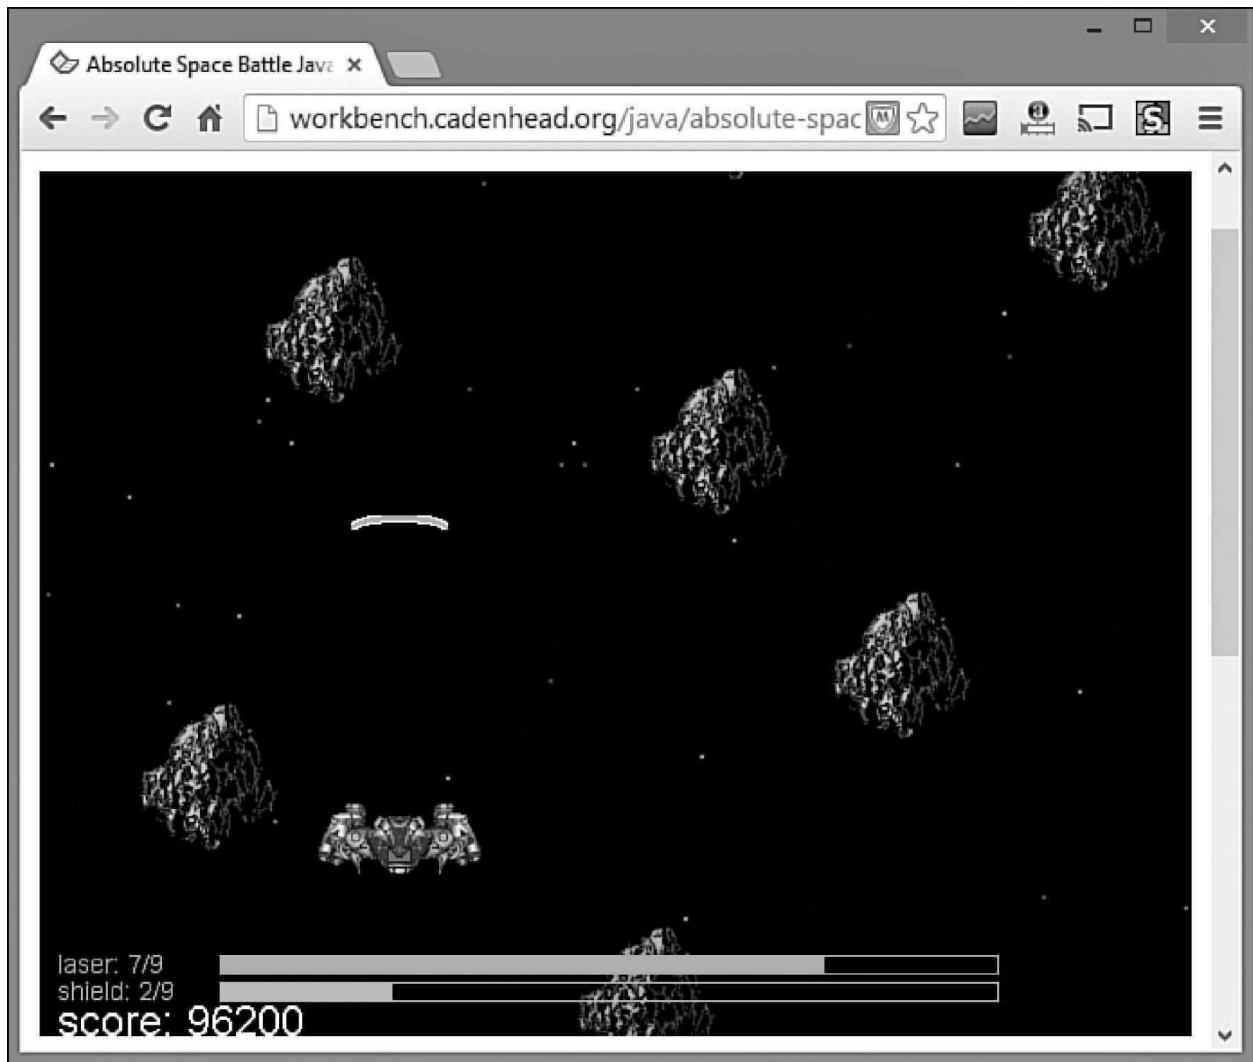 Absolute Space Battle Java
workbench.cadenhead.org/java/absolute-spac
laser: 7/9
shield: 2/9
score: 96200